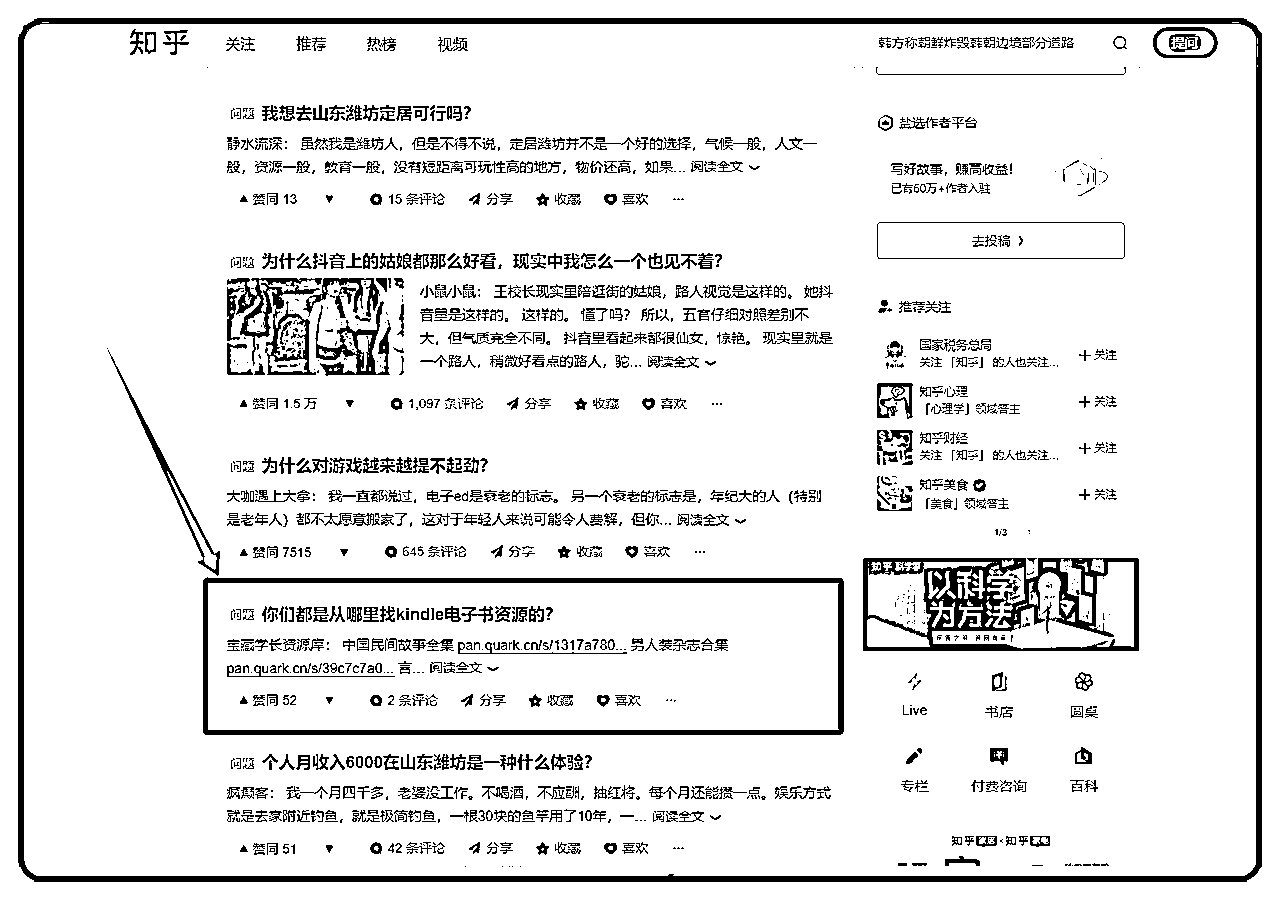 知乎
关注
推荐
热榜
视频
韩方称朝鲜炸毁韩朝边境部分道路
提问
问题 我想去山东潍坊定居可行吗?
静水流深： 虽然我是潍坊人，但是不得不说，定居潍坊并不是一个好的选择，气候一般，人文一
般，资源一般，教育一般，没有短距离可玩性高的地方，物价还高，如果... 阅读全文
赞同 13
15 条评论
分享
收藏
喜欢
···
问题 为什么抖音上的姑娘都那么好看，现实中我怎么一个也见不着?
小鼠小鼠： 王校长现实里陪逛街的姑娘，路人视觉是这样的。 她抖
音里是这样的。 这样的。 懂了吗？ 所以，五官仔细对照差别不
大，但气质完全不同。 抖音里看起来都很仙女，惊艳。 现实里就是
一个路人，稍微好看点的路人，驼... 阅读全文
赞同 1.5 万
1,097 条评论
分享
收藏
喜欢
···
问题 为什么对游戏越来越提不起劲?
大咖遇上大拿： 我一直都说过，电子ed是衰老的标志。 另一个衰老的标志是，年纪大的人（特别
是老年人）都不太愿意搬家了，这对于年轻人来说可能令人费解，但你... 阅读全文
赞同 7515
645 条评论
分享
收藏
喜欢
···
问题 你们都是从哪里找kindle电子书资源的?
宝藏学长资源库： 中国民间故事全集 pan.quark.cn/s/1317a780... 男人装杂志合集
pan.quark.cn/s/39c7c7a0... 言... 阅读全文
赞同 52
2 条评论
分享
收藏
喜欢
···
问题 个人月收入6000在山东潍坊是一种什么体验?
疯颠客： 我一个月四千多，老婆没工作。不喝酒，不应酬，抽红将。每个月还能攒一点。娱乐方式
就是去家附近钓鱼，就是极简钓鱼，一根30块的鱼竿用了10年，一... 阅读全文
赞同 51
42 条评论
分享
收藏
喜欢
···
盐选作者平台
写好故事，赚高收益!
已有60万+作者入驻
去投稿
推荐关注
国家税务总局
关注「知乎」的人也关注...
+ 关注
知乎心理
「心理学」领域答主
+ 关注
知乎财经
关注「知乎」的人也关注...
+ 关注
知乎美食
「美食」领域答主
+ 关注
1/3
以科学
为方法
Live
书店
圆桌
专栏
付费咨询
百科